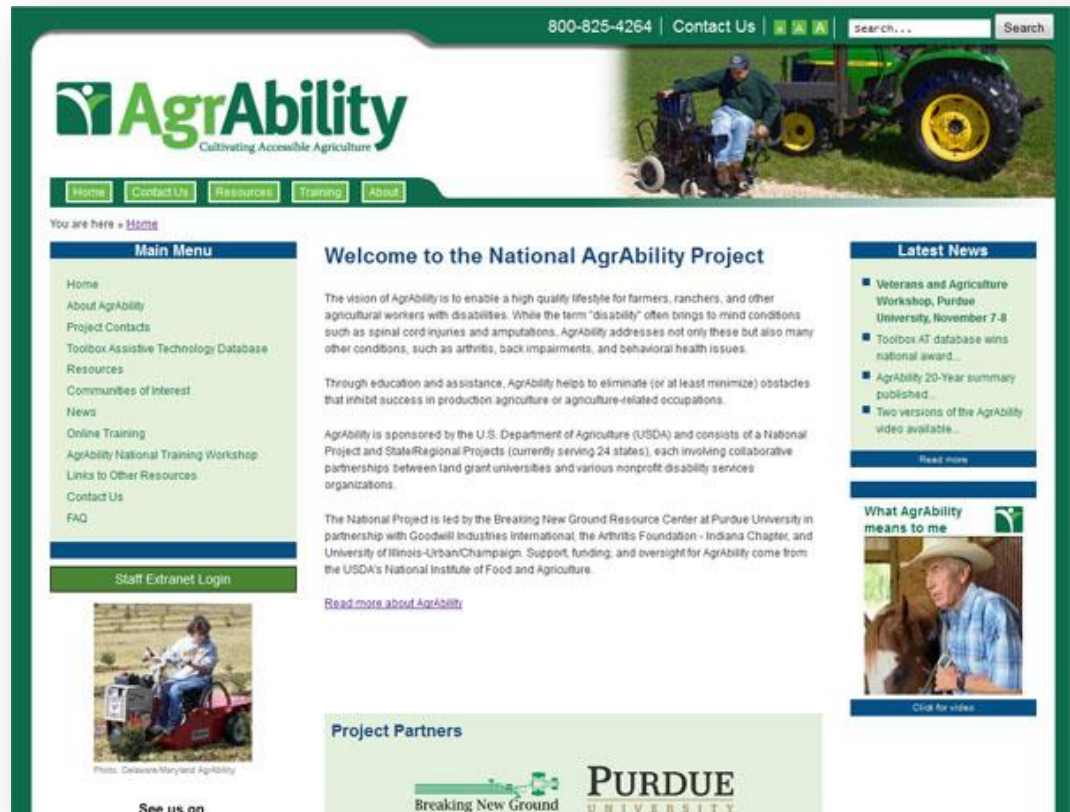 800-825-4264 | Contact Us | A A A search... Search
AgrAbility
Cultivating Accessible Agriculture
Home Contact Us Resources Training About
You are here » Home
Main Menu
Home
About AgrAbility
Project Contacts
Toolbox Assistive Technology Database
Resources
Communities of Interest
News
Online Training
AgrAbility National Training Workshop
Links to Other Resources
Contact Us
FAQ
Staff Extranet Login
Photo: Delaware/Maryland AgrAbility
See us on
Welcome to the National AgrAbility Project
The vision of AgrAbility is to enable a high quality lifestyle for farmers, ranchers, and other
agricultural workers with disabilities. While the term "disability" often brings to mind conditions
such as spinal cord injuries and amputations, AgrAbility addresses not only these but also many
other conditions, such as arthritis, back impairments, and behavioral health issues.
Through education and assistance, AgrAbility helps to eliminate (or at least minimize) obstacles
that inhibit success in production agriculture or agriculture-related occupations.
AgrAbility is sponsored by the U.S. Department of Agriculture (USDA) and consists of a National
Project and State/Regional Projects (currently serving 24 states), each involving collaborative
partnerships between land grant universities and various nonprofit disability services
organizations.
The National Project is led by the Breaking New Ground Resource Center at Purdue University in
partnership with Goodwill Industries International, the Arthritis Foundation - Indiana Chapter, and
University of Illinois-Urban/Champaign. Support, funding, and oversight for AgrAbility come from
the USDA's National Institute of Food and Agriculture.
Read more about AgrAbility
Project Partners
Breaking New Ground
PURDUE
UNIVERSITY
Latest News
Veterans and Agriculture
Workshop, Purdue
University, November 7-8
Toolbox AT database wins
national award...
AgrAbility 20-Year summary
published...
Two versions of the AgrAbility
video available...
Read more
What AgrAbility
means to me
Click for video